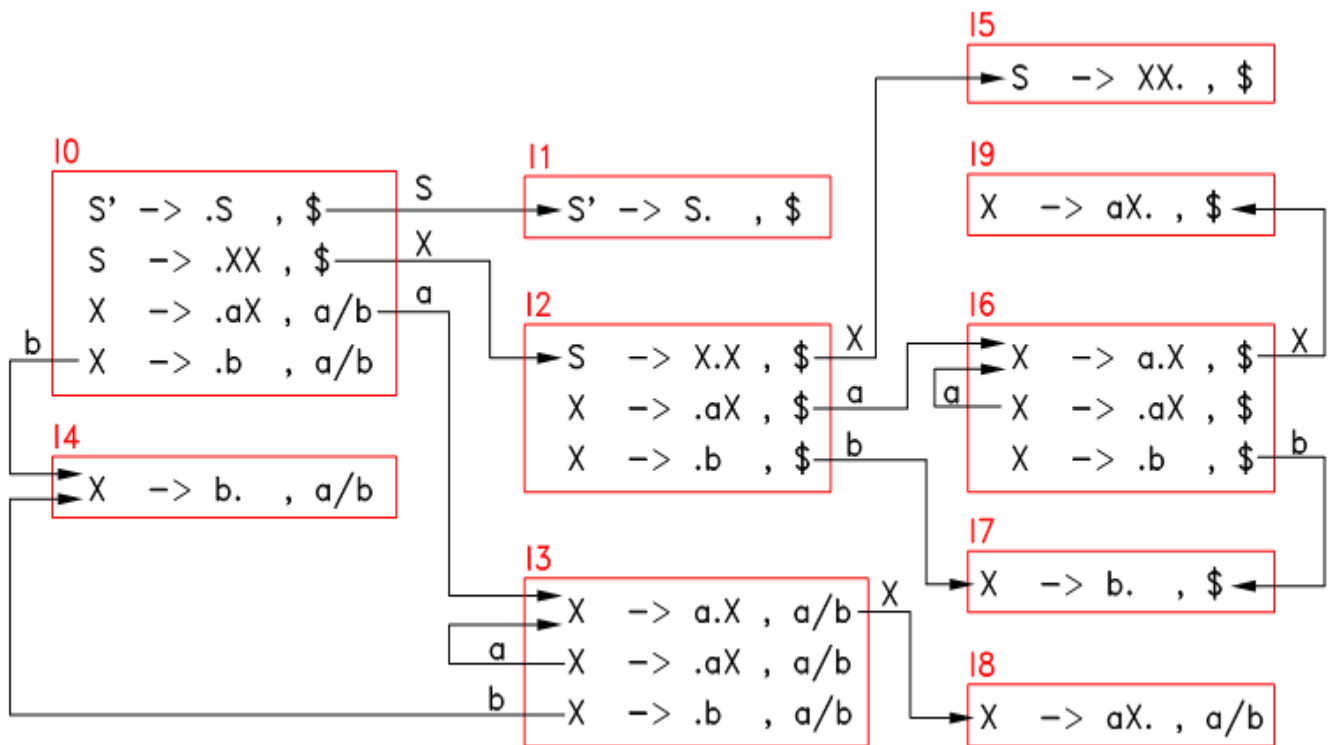 I5
S -> XX. , $
I0
I1
I9
S' -> .S , $
S
S' -> S. , $
X -> aX. , $
S -> .XX , $
X
X -> .aX , a/b
a
I2
I6
b
X -> .b , a/b
S -> X.X , $
X
X -> a.X , $
X
X -> .aX , $
a
a
X -> .aX , $
I4
X -> .b , $
b
X -> .b , $
b
X -> b. , a/b
I3
I7
X -> a.X , a/b
X
X -> b. , $
a
X -> .aX , a/b
I8
b
X -> .b , a/b
X -> aX. , a/b